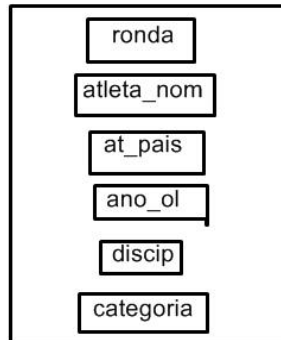 ronda
atleta_nom
at_pais
ano_ol
discip
categoria